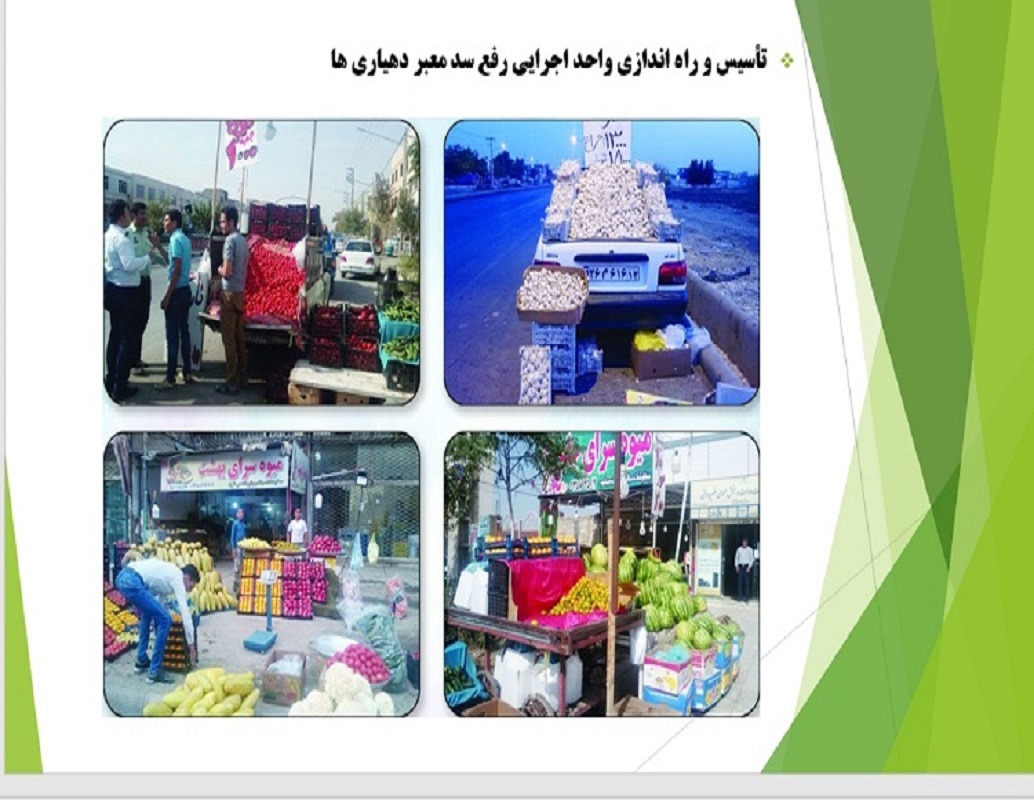 تأسیس و راه اندازی واحد اجرایی رفع سد معبر دهیاری ها
میوه سرای بهشت
میوه سرای